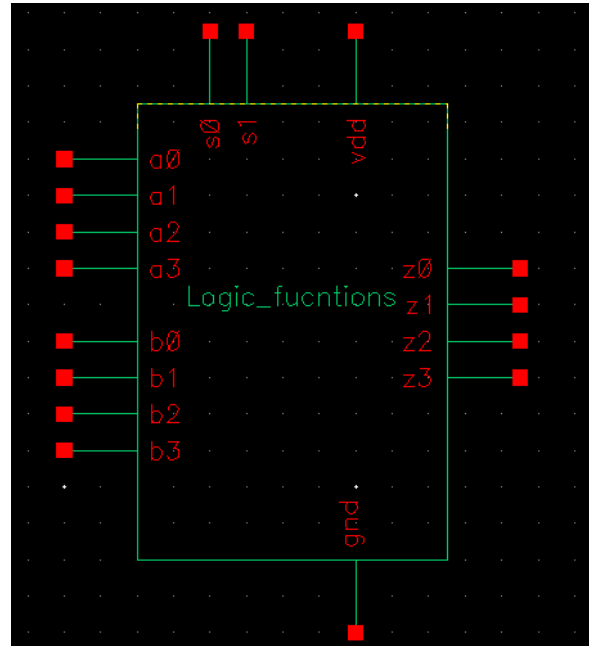 s0 s1 vdd
a0
a1
a2
a3 z0
Logic_fucntions z1
b0 z2
b1 z3
b2
b3
gnd